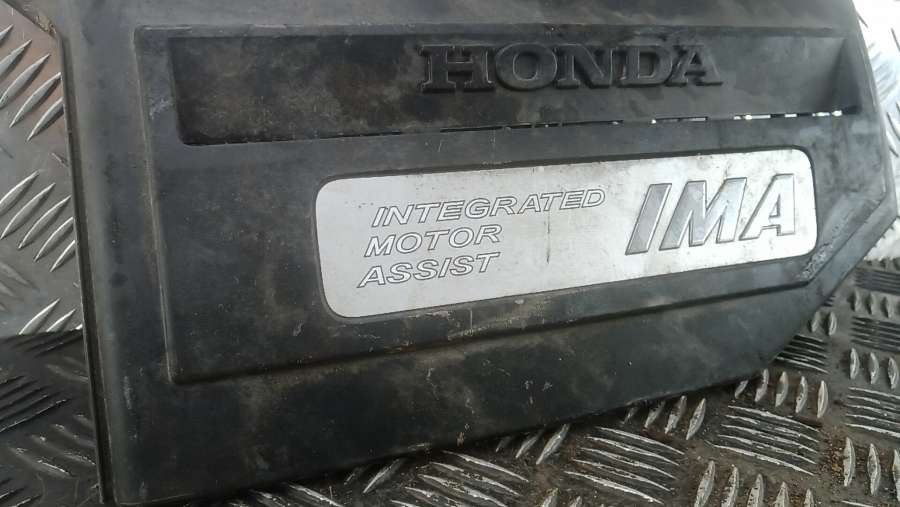 HONDA
INTEGRATED
MOTOR
ASSIST
IMA